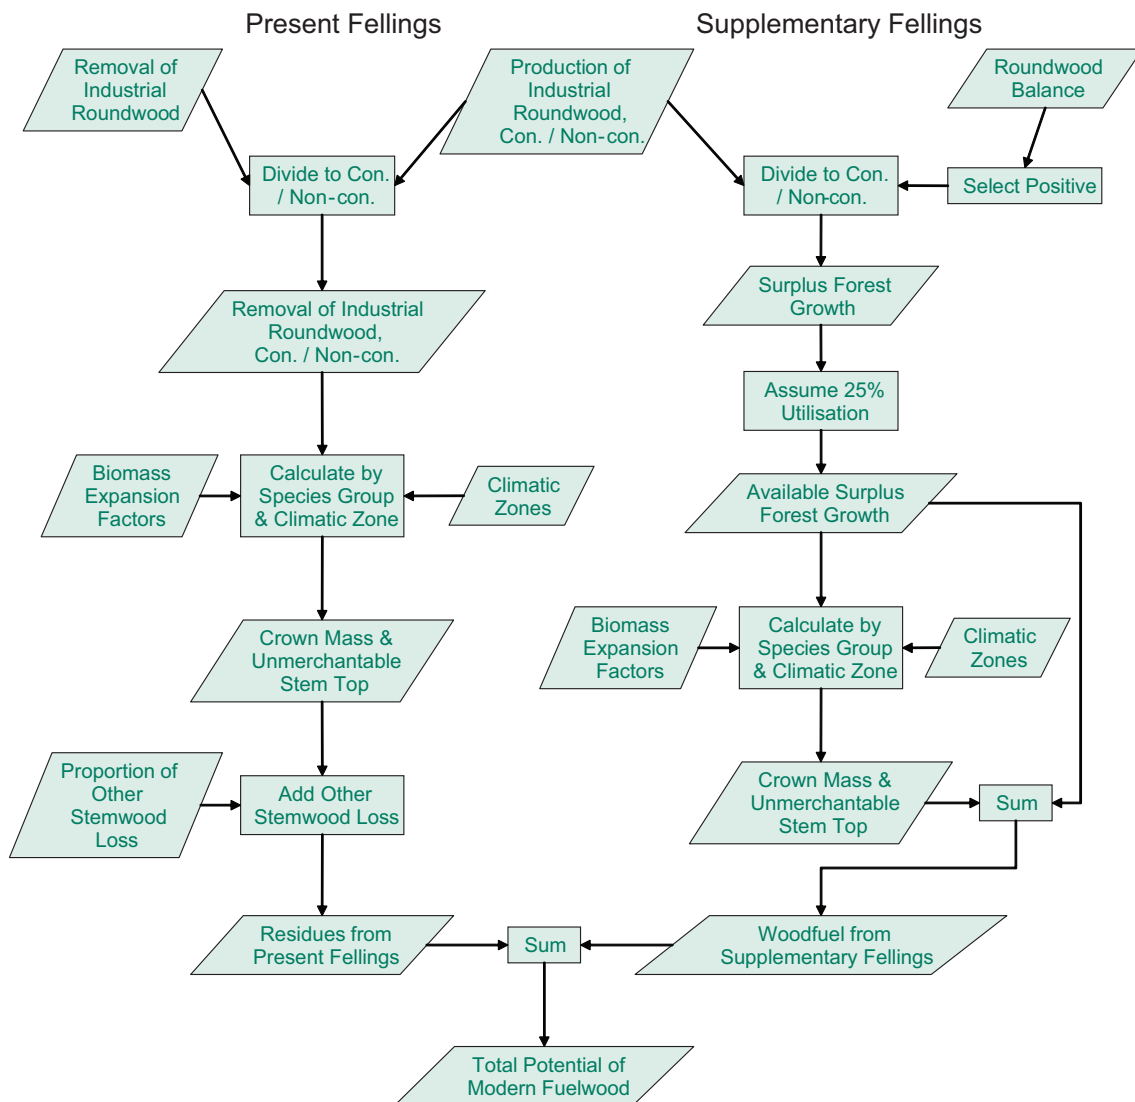 Present Fellings
Supplementary Fellings
Removal of
Industrial
Roundwood
Production of
Industrial
Roundwood,
Con. / Non-con.
Roundwood
Balance
Divide to Con.
/ Non-con.
Divide to Con.
/ Non-con.
Select Positive
Removal of Industrial
Roundwood,
Con. / Non-con.
Surplus Forest
Growth
Assume 25%
Utilisation
Biomass
Expansion
Factors
Calculate by
Species Group
& Climatic Zone
Climatic
Zones
Available Surplus
Forest Growth
Crown Mass &
Unmerchantable
Stem Top
Biomass
Expansion
Factors
Calculate by
Species Group
& Climatic Zone
Climatic
Zones
Proportion of
Other
Stemwood
Loss
Add Other
Stemwood Loss
Crown Mass &
Unmerchantable
Stem Top
Sum
Residues from
Present Fellings
Sum
Woodfuel from
Supplementary Fellings
Total Potential of
Modern Fuelwood